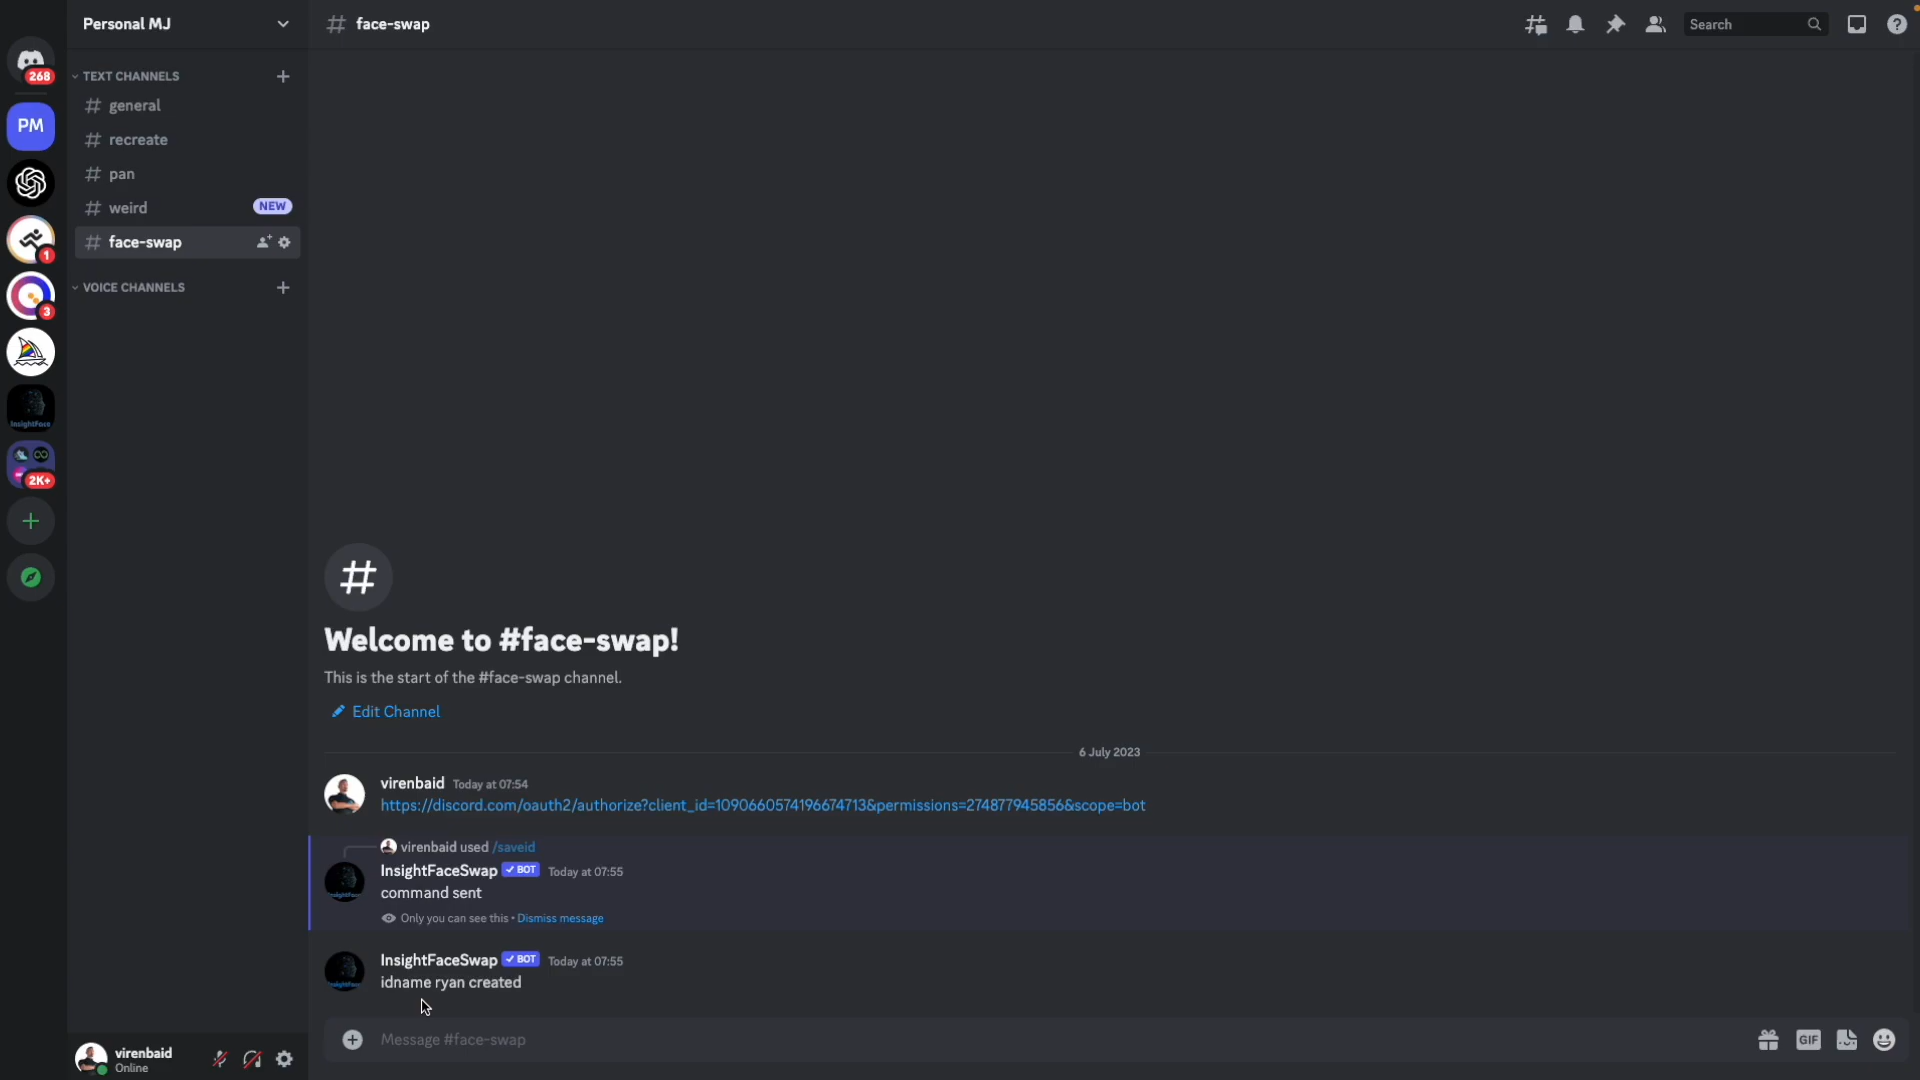 Personal MJ
face-swap
Search
268
TEXT CHANNELS
general
PM
recreate
pan
weird NEW
face-swap
1
VOICE CHANNELS
3
InsightFace
2K+
Welcome to #face-swap!
This is the start of the #face-swap channel.
Edit Channel
6 July 2023
virenbaid Today at 07:54
https://discord.com/oauth2/authorize?client_id=1090660574196674713&permissions=274877945856&scope=bot
virenbaid used /saveid
InsightFaceSwap BOT Today at 07:55
command sent
Only you can see this • Dismiss message
InsightFaceSwap BOT Today at 07:55
idname ryan created
Message #face-swap
GIF
virenbaid
Online